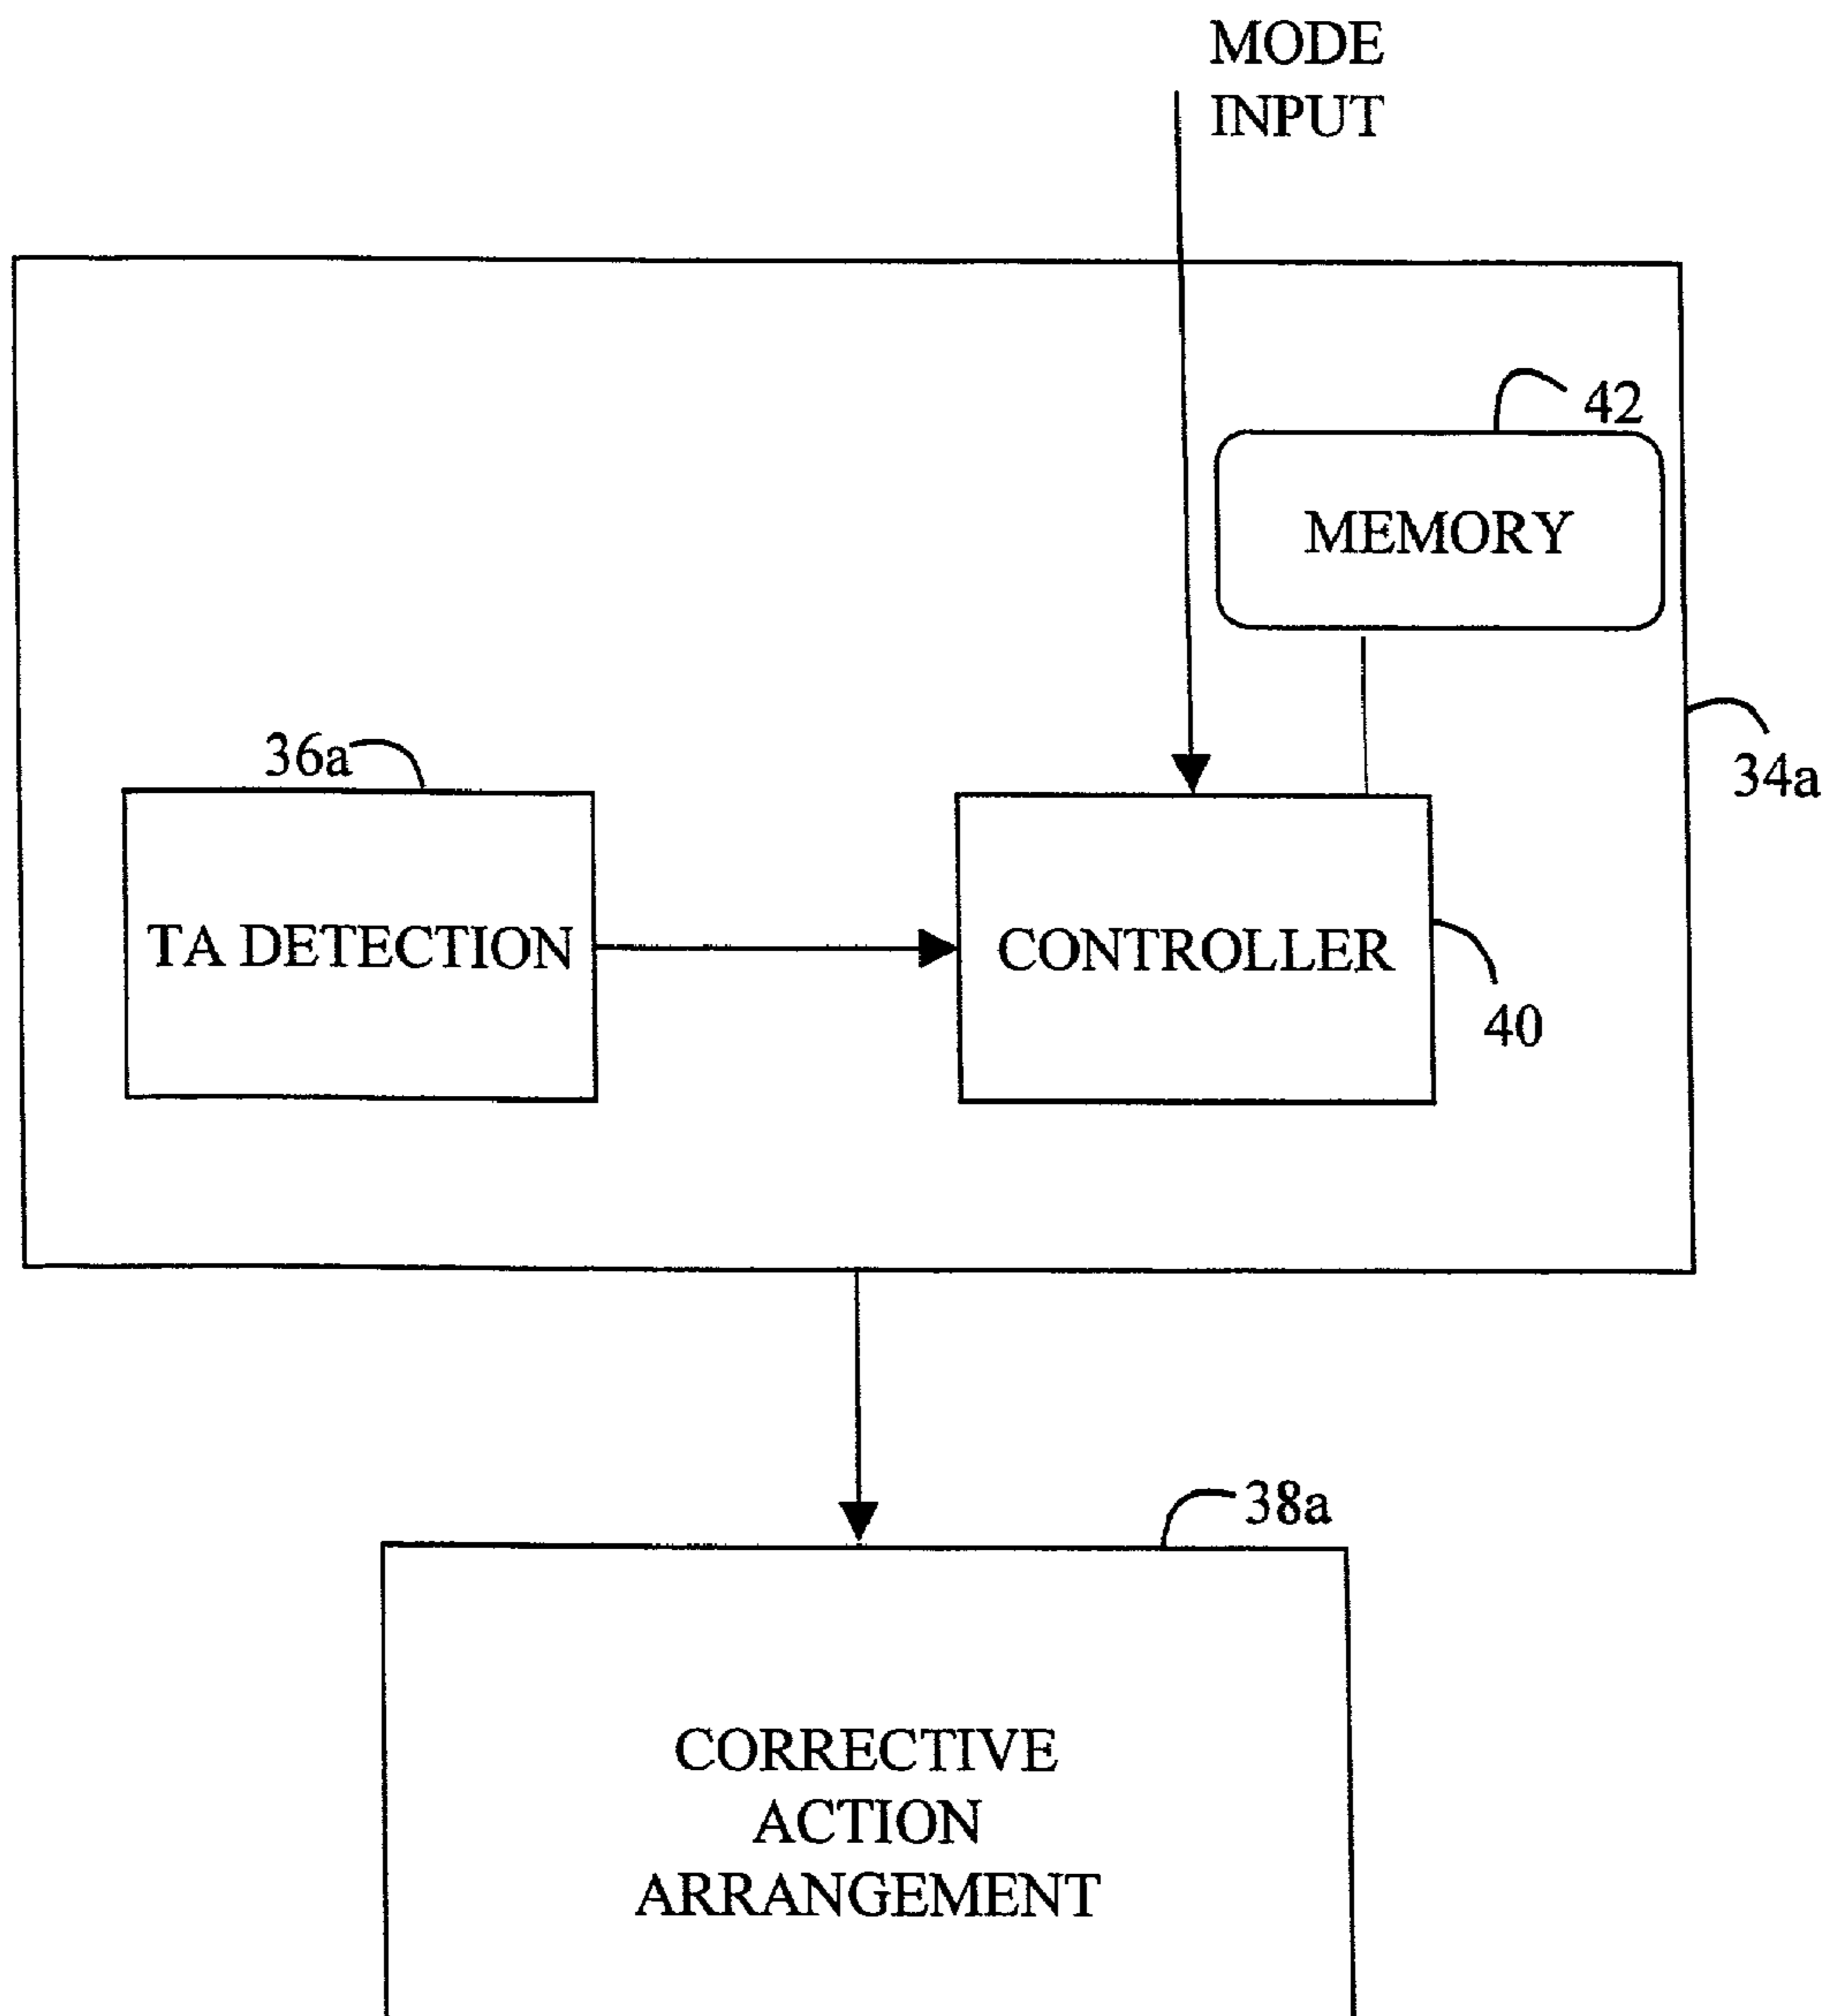 MODE
INPUT
42
MEMORY
34a
36a
TA DETECTION
CONTROLLER
40
38a
CORRECTIVE
ACTION
ARRANGEMENT